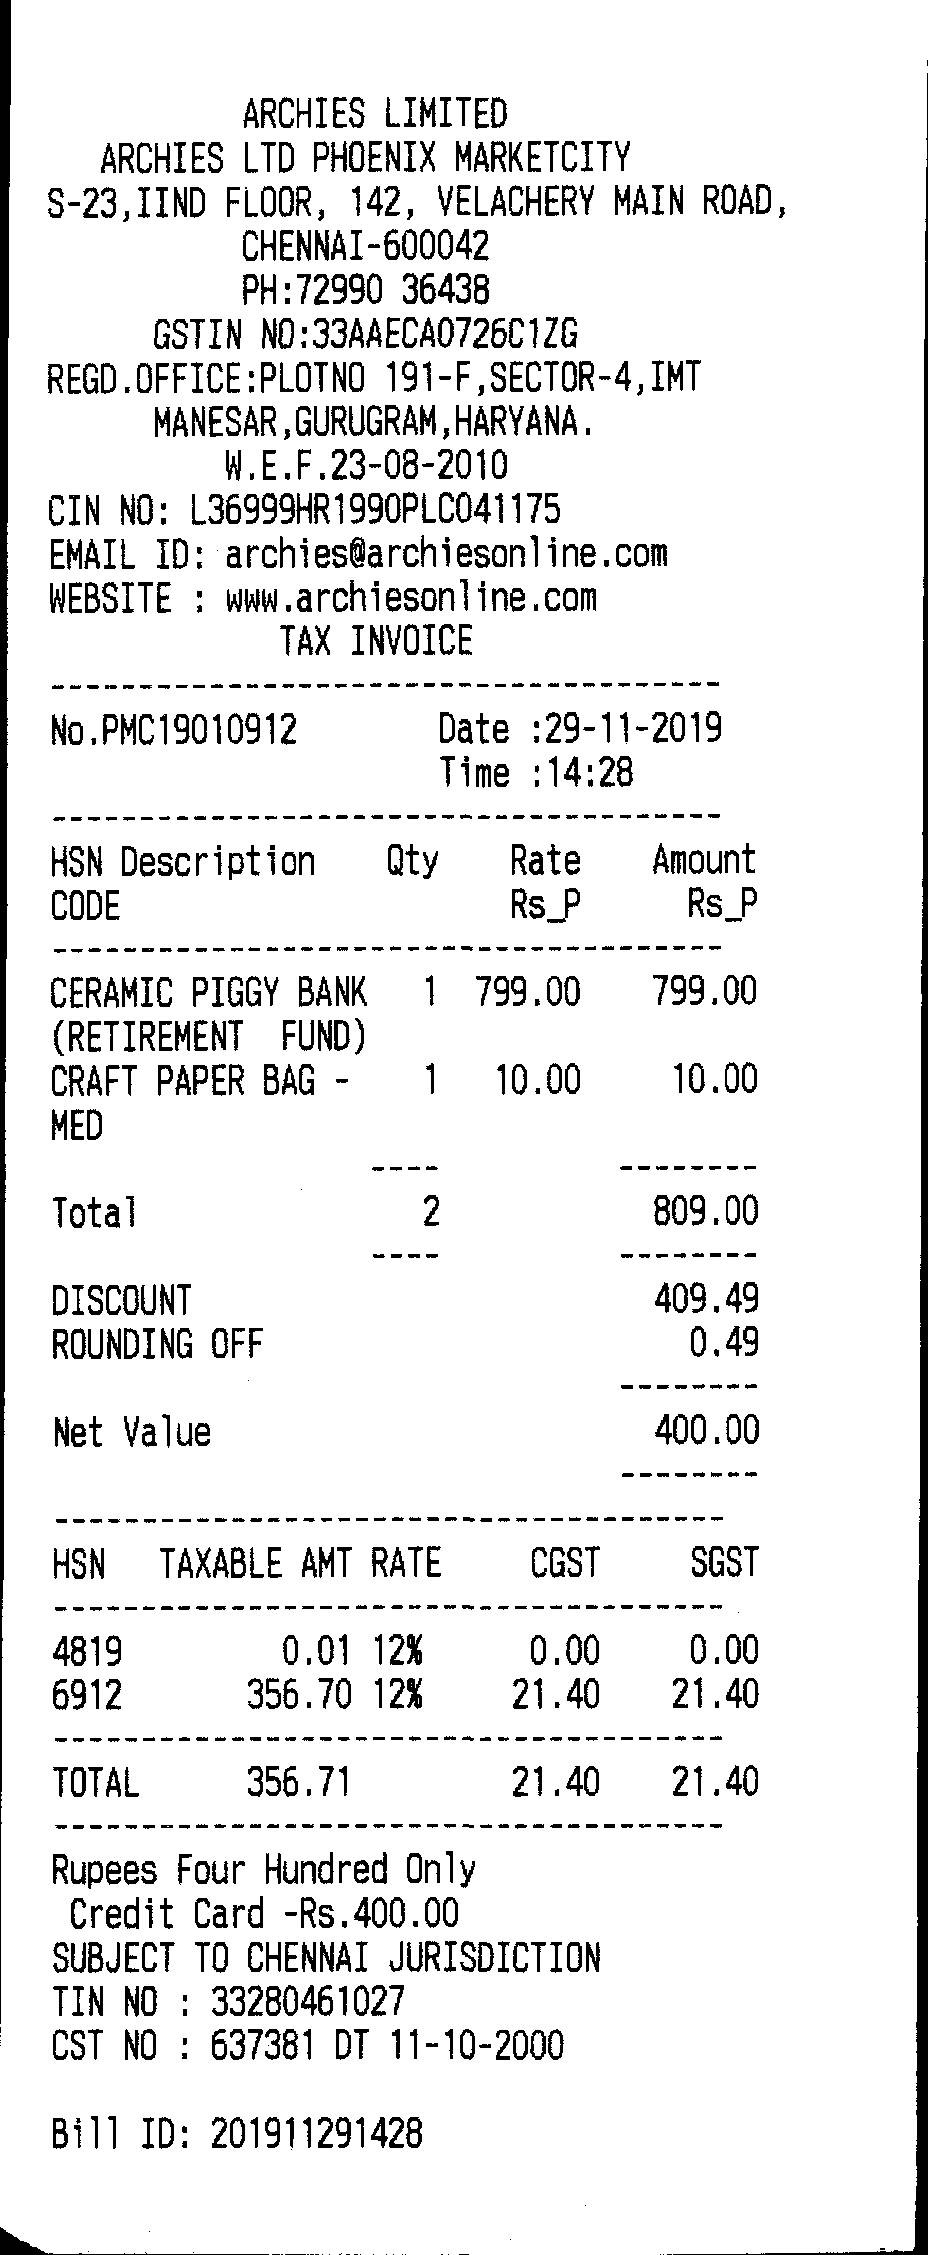 ARCHIES LIMITED
ARCHIES LTD PHOENIX MARKETCITY
S-23,IIND FLOOR, 142, VELACHERY MAIN ROAD,
CHENNAI-600042
PH:72990 36438
GSTIN NO:33AAECA0726C1ZG
REGD.OFFICE:PLOTNO 191-F,SECTOR-4,IMT
MANESAR,GURUGRAM,HARYANA.
W.E.F.23-08-2010
CIN NO: L36999HR1990PLC041175
EMAIL ID: archies@archiesonline.com
WEBSITE : www.archiesonline.com
TAX INVOICE
--------------------------------------
No.PMC19010912 Date :29-11-2019
Time :14:28
--------------------------------------
HSN Description Qty Rate Amount
CODE Rs_P Rs_P
--------------------------------------
CERAMIC PIGGY BANK 1 799.00 799.00
(RETIREMENT FUND)
CRAFT PAPER BAG - 1 10.00 10.00
MED
---- --------
Total 2 809.00
---- --------
DISCOUNT 409.49
ROUNDING OFF 0.49
--------
Net Value 400.00
--------
--------------------------------------
HSN TAXABLE AMT RATE CGST SGST
--------------------------------------
4819 0.01 12% 0.00 0.00
6912 356.70 12% 21.40 21.40
--------------------------------------
TOTAL 356.71 21.40 21.40
--------------------------------------
Rupees Four Hundred Only
Credit Card -Rs.400.00
SUBJECT TO CHENNAI JURISDICTION
TIN NO : 33280461027
CST NO : 637381 DT 11-10-2000
Bill ID: 201911291428